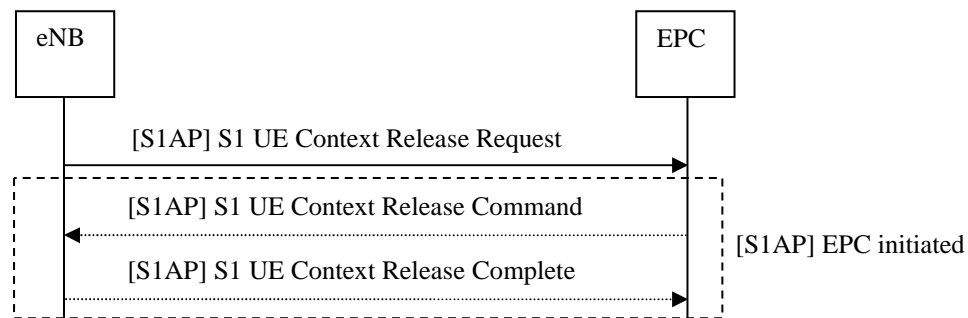 eNB
EPC
[S1AP] S1 UE Context Release Request
[S1AP] S1 UE Context Release Command
[S1AP] EPC initiated
[S1AP] S1 UE Context Release Complete